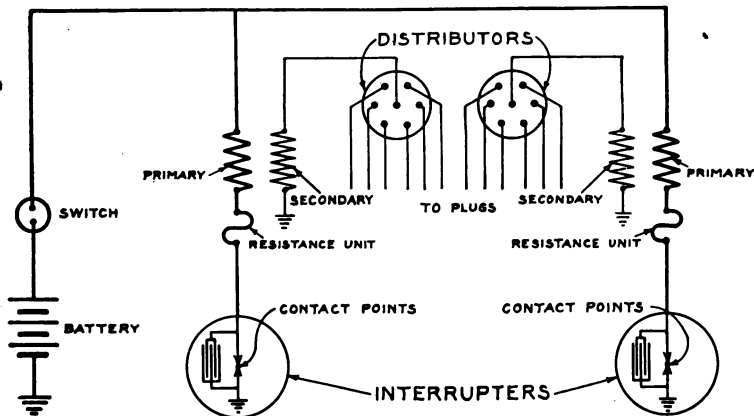 DISTRIBUTORS
PRIMARY
SECONDARY
TO PLUGS
SECONDARY
PRIMARY
SWITCH
RESISTANCE UNIT
RESISTANCE UNIT
CONTACT POINTS
CONTACT POINTS
BATTERY
INTERRUPTERS